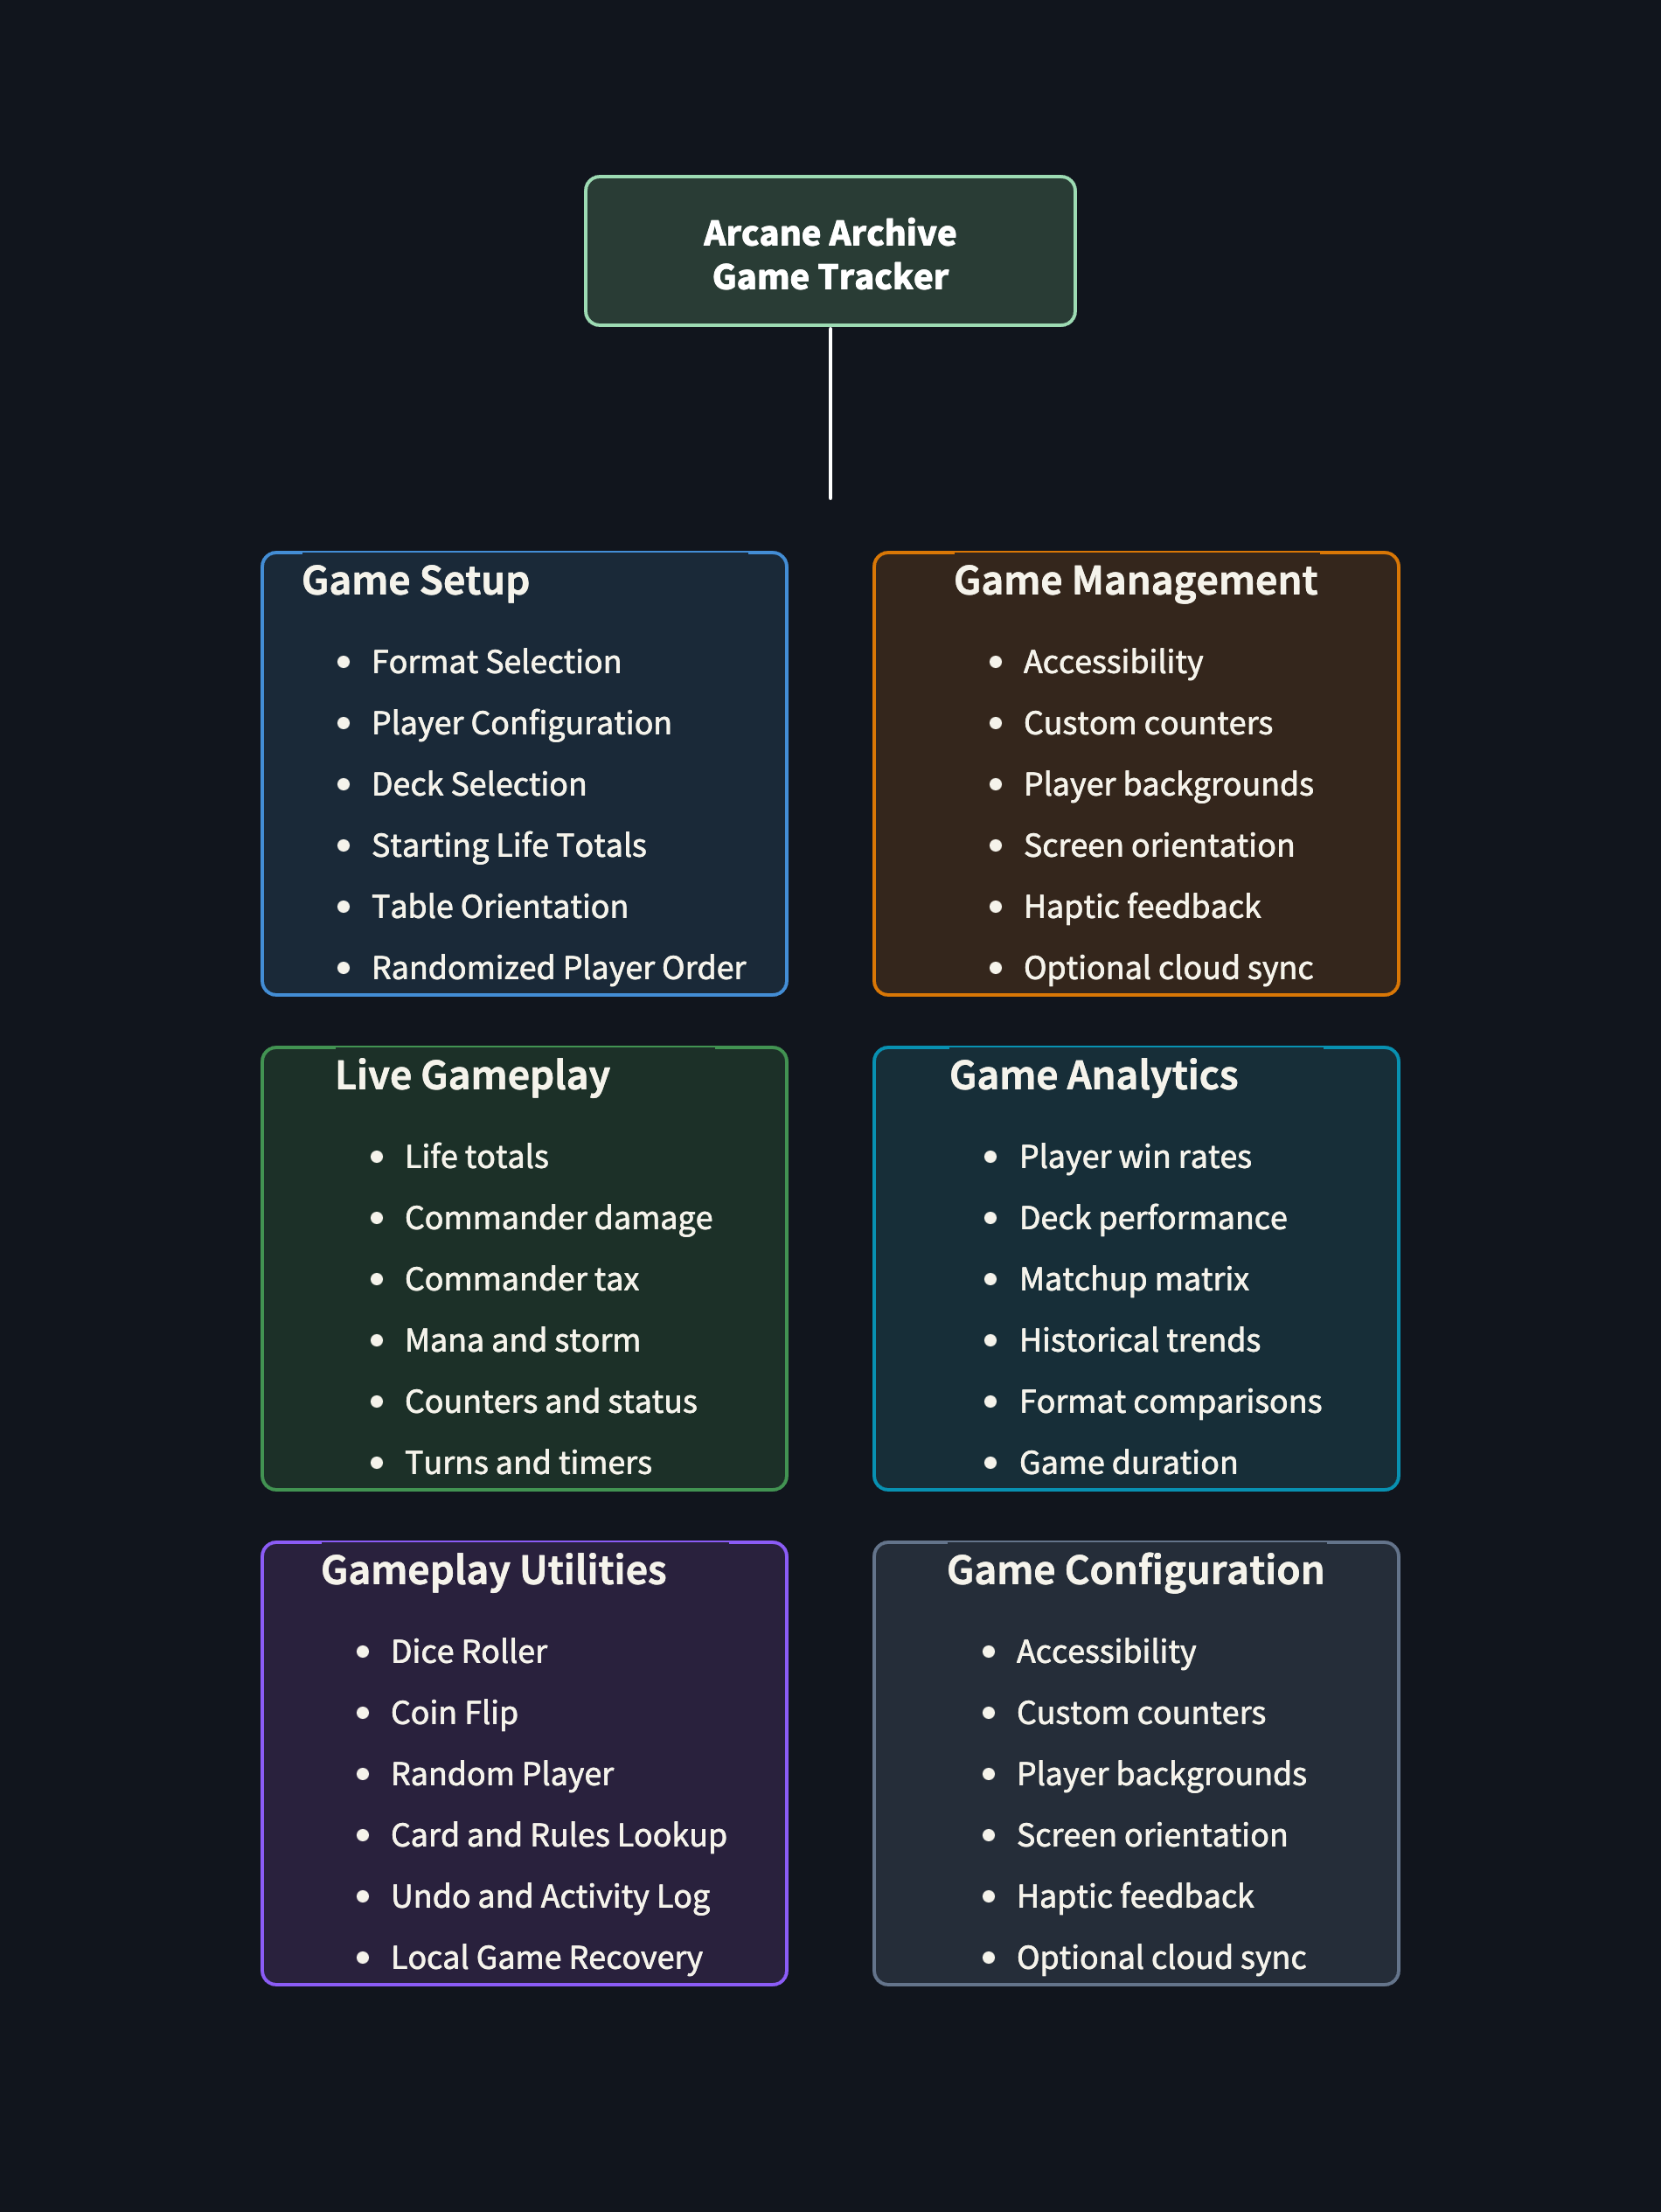 Arcane Archive
Game Tracker
Game Setup
Format Selection
Player Configuration
Deck Selection
Starting Life Totals
Table Orientation
Randomized Player Order
Game Management
Accessibility
Custom counters
Player backgrounds
Screen orientation
Haptic feedback
Optional cloud sync
Live Gameplay
Life totals
Commander damage
Commander tax
Mana and storm
Counters and status
Turns and timers
Game Analytics
Player win rates
Deck performance
Matchup matrix
Historical trends
Format comparisons
Game duration
Gameplay Utilities
Dice Roller
Coin Flip
Random Player
Card and Rules Lookup
Undo and Activity Log
Local Game Recovery
Game Configuration
Accessibility
Custom counters
Player backgrounds
Screen orientation
Haptic feedback
Optional cloud sync